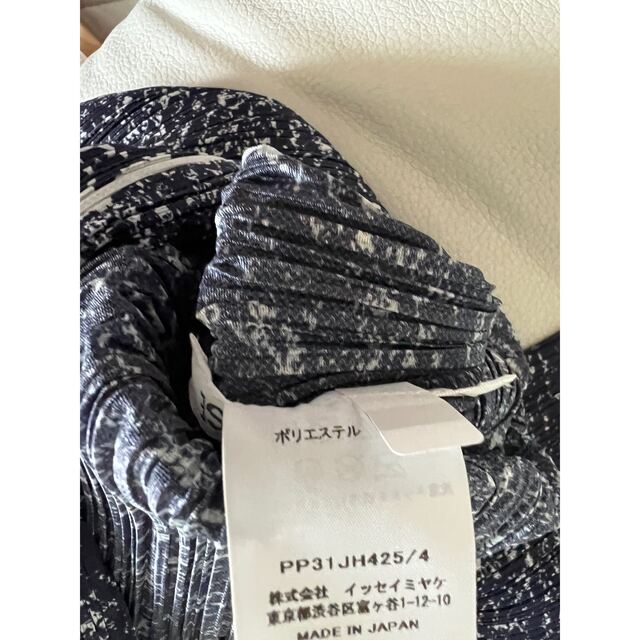 ポリエステル
PP31JH425/4
株式会社 イッセイミヤケ
東京都渋谷区富ヶ谷1-12-10
MADE IN JAPAN